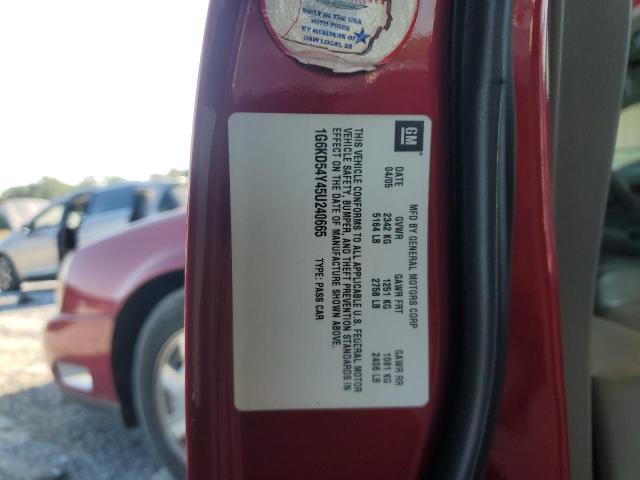 BUILT IN THE USA
WITH PRIDE
BY MEMBERS OF
UAW LOCAL 22
GM
MFD BY GENERAL MOTORS CORP
DATE GVWR GAWR FRT GAWR RR
04/05 2342 KG 1251 KG 1091 KG
5164 LB 2758 LB 2406 LB
THIS VEHICLE CONFORMS TO ALL APPLICABLE U.S. FEDERAL MOTOR
VEHICLE SAFETY, BUMPER, AND THEFT PREVENTION STANDARDS IN
EFFECT ON THE DATE OF MANUFACTURE SHOWN ABOVE.
1G6KD54Y45U240665 TYPE: PASS CAR